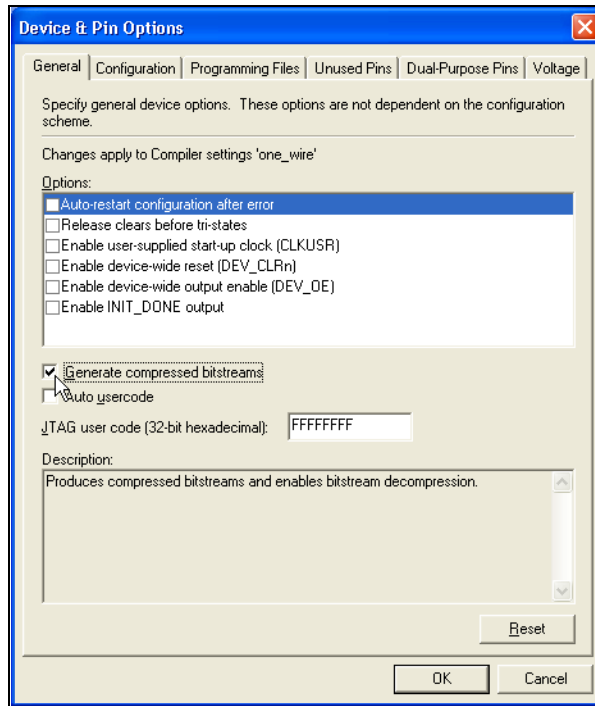 Device & Pin Options
General Configuration Programming Files Unused Pins Dual-Purpose Pins Voltage
Specify general device options. These options are not dependent on the configuration
scheme.
Changes apply to Compiler settings 'one_wire'
Options:
Auto-restart configuration after error
Release clears before tri-states
Enable user-supplied start-up clock (CLKUSR)
Enable device-wide reset (DEV_CLRn)
Enable device-wide output enable (DEV_OE)
Enable INIT_DONE output
Generate compressed bitstreams
Auto usercode
JTAG user code (32-bit hexadecimal): FFFFFFFF
Description:
Produces compressed bitstreams and enables bitstream decompression.
Reset
OK Cancel